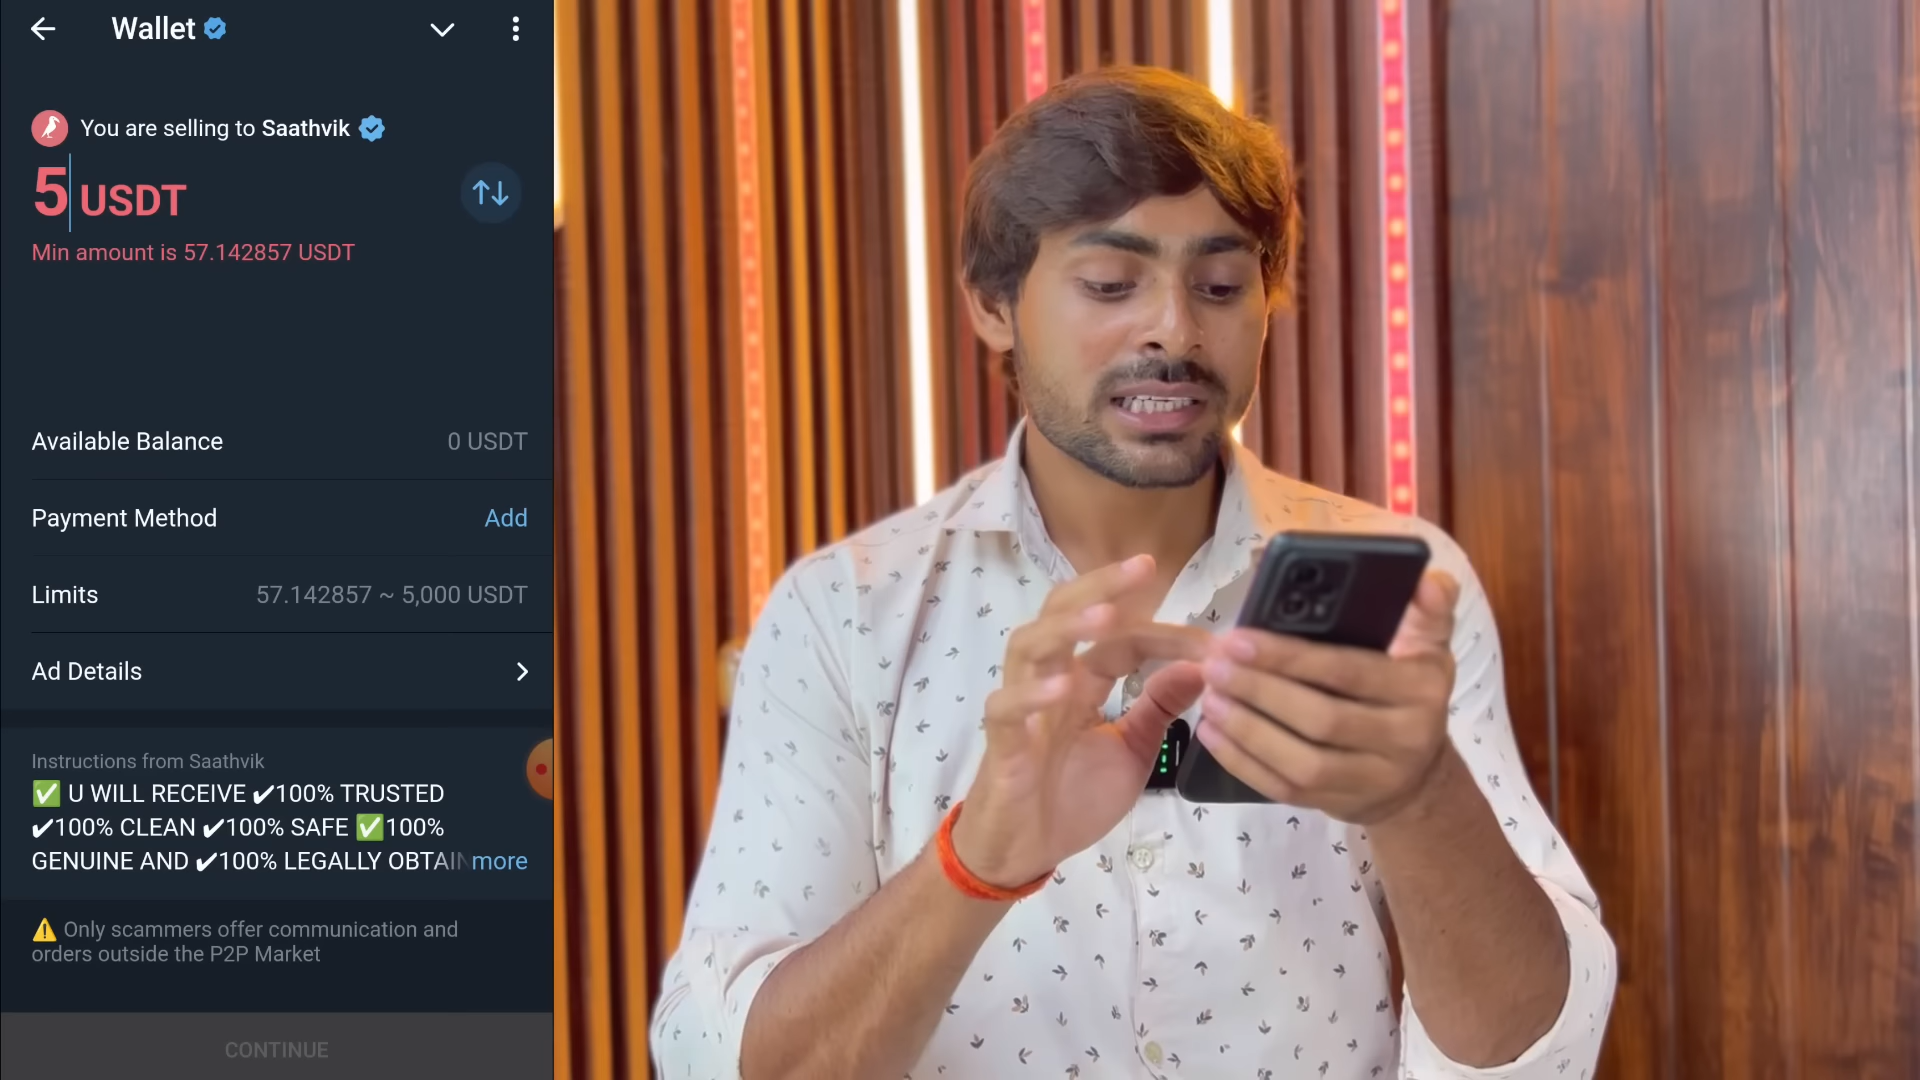 Wallet
You are selling to Saathvik
5 USDT
Min amount is 57.142857 USDT
Available Balance 0 USDT
Payment Method Add
Limits 57.142857 ~ 5,000 USDT
Ad Details
Instructions from Saathvik
✅ U WILL RECEIVE ✔100% TRUSTED
✔100% CLEAN ✔100% SAFE ✅100%
GENUINE AND ✔100% LEGALLY OBTAIN more
⚠️ Only scammers offer communication and
orders outside the P2P Market
CONTINUE